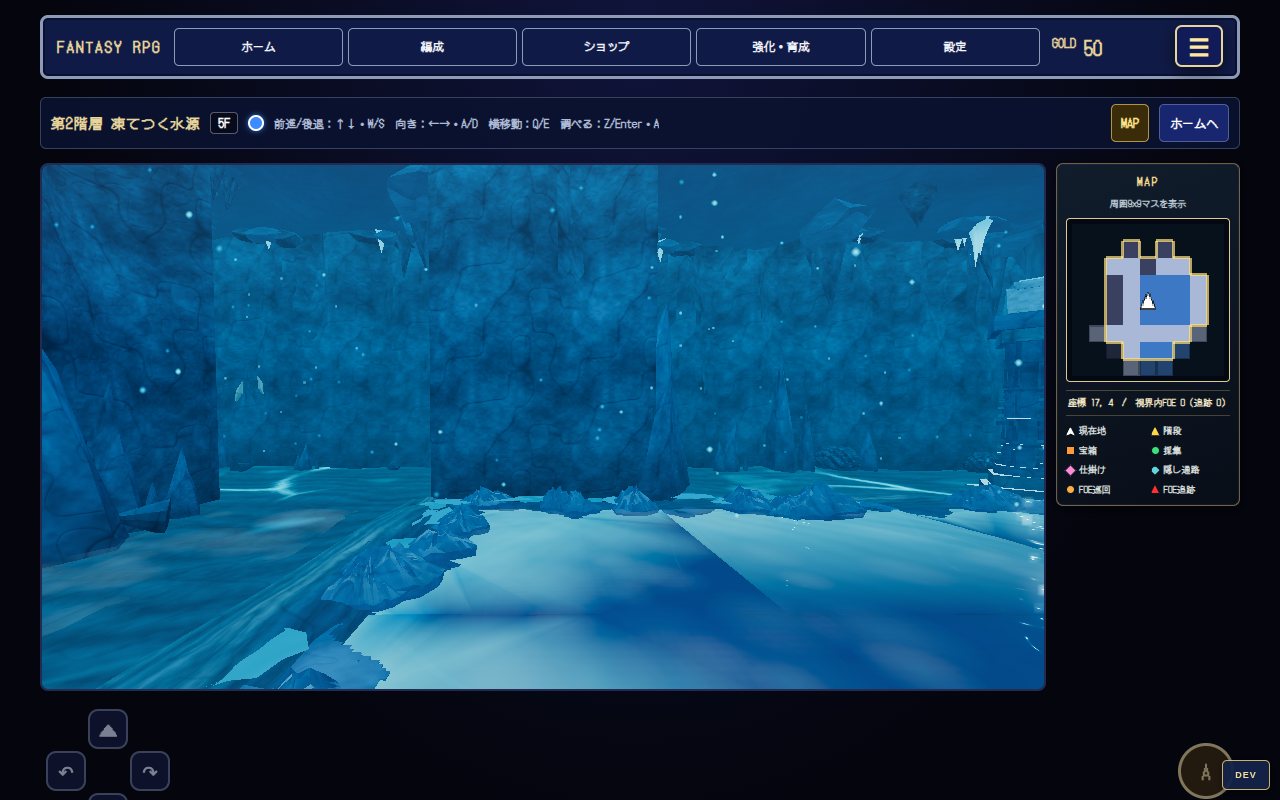 FANTASY RPG
ホーム
編成
ショップ
強化・育成
設定
GOLD 50
第2階層 凍てつく水源
5F
前進/後退：↑↓・W/S 向き：←→・A/D 横移動：Q/E 調べる：Z/Enter・A
MAP
ホームへ
MAP
周囲9x9マスを表示
座標 17, 4 / 視界内FOE 0（追跡 0）
現在地
階段
宝箱
採集
仕掛け
隠し通路
FOE巡回
FOE追跡
A
DEV